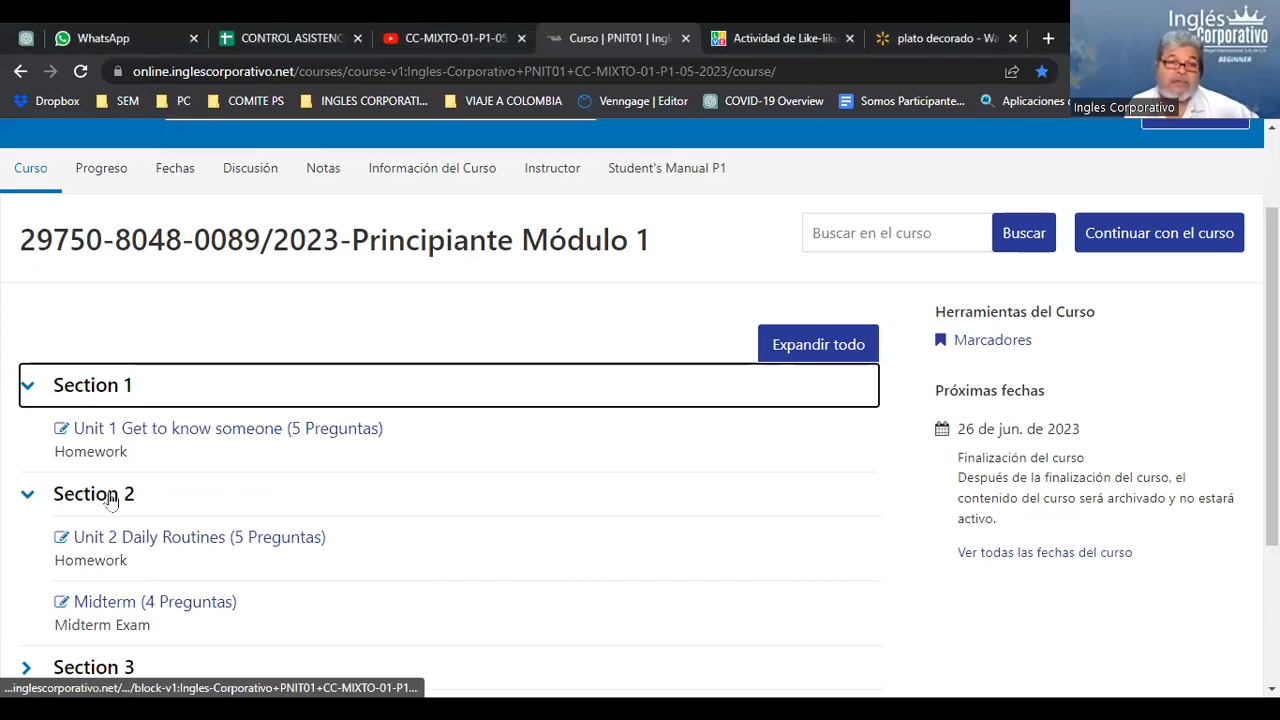 WhatsApp
CONTROL ASISTENC
CC-MIXTO-01-P1-05
Curso | PNIT01 | Ingl
Actividad de Like-lik
plato decorado - Wa
online.inglescorporativo.net/courses/course-v1:Ingles-Corporativo+PNIT01+CC-MIXTO-01-P-05-2023/course/
Dropbox
SEM
PC
COMITE PS
INGLES CORPORATI...
VIAJE A COLOMBIA
Venngage | Editor
COVID-19 Overview
Somos Participante...
Aplicaciones
Inglés
Corporativo
BEGINNER
Ingles Corporativo
Curso
Progreso
Fechas
Discusión
Notas
Información del Curso
Instructor
Student's Manual P1
29750-8048-0089/2023-Principiante Módulo 1
Buscar en el curso
Buscar
Continuar con el curso
Expandir todo
Section 1
Unit 1 Get to know someone (5 Preguntas)
Homework
Section 2
Unit 2 Daily Routines (5 Preguntas)
Homework
Midterm (4 Preguntas)
Midterm Exam
Section 3
Herramientas del Curso
Marcadores
Próximas fechas
26 de jun. de 2023
Finalización del curso
Después de la finalización del curso, el
contenido del curso será archivado y no estará
activo.
Ver todas las fechas del curso
...inglescorporativo.net/.../block-v1:Ingles-Corporativo+PNIT01+CC-MIXTO-01-P1...